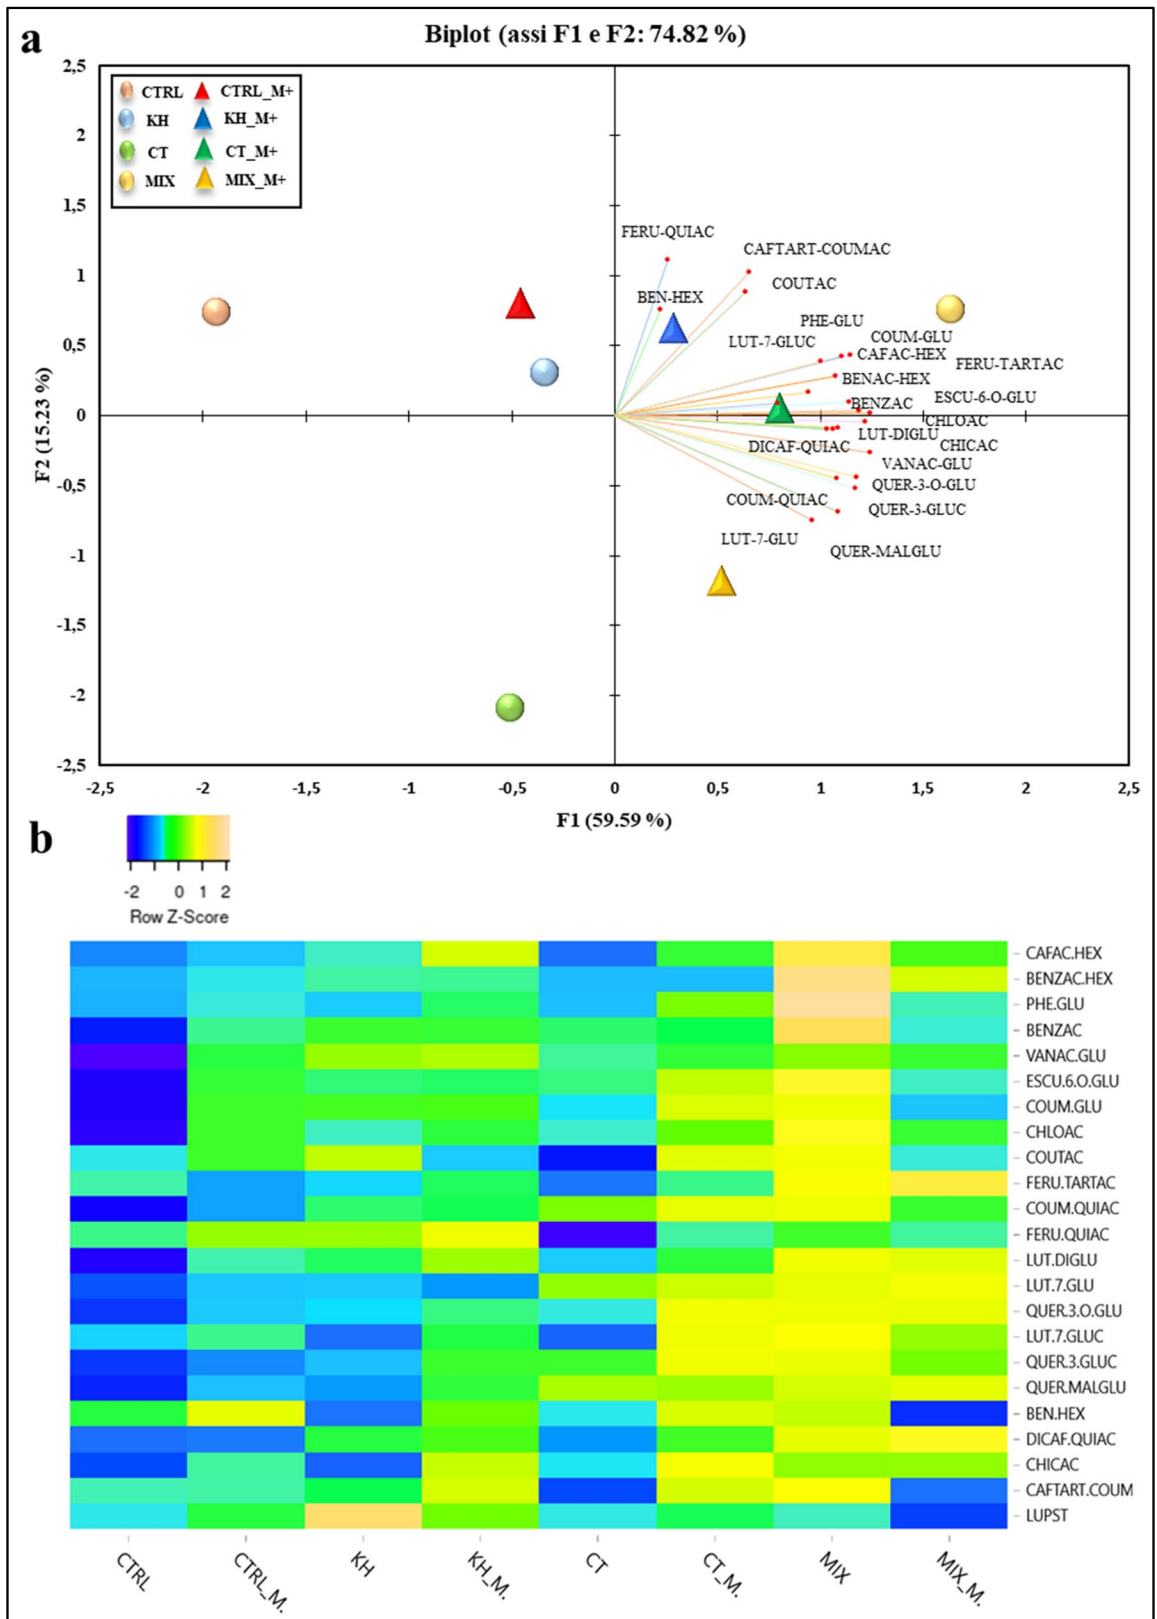 a
Biplot (assi F1 e F2: 74.82 %)
2,5
2
1,5
1
0,5
0
-0,5
-1
-1,5
-2
-2,5
F2 (15.23 %)
CTRL CTRL_M+
KH KH_M+
CT CT_M+
MIX MIX_M+
FERU-QUIAC
CAFTART-COUMAC
COUTAC
BEN-HEX
PHE-GLU
COUM-GLU
LUT-7-GLUC
CAFAC-HEX
FERU-TARTAC
BENAC-HEX
ESCU-6-O-GLU
BENZAC
CHLOAC
LUT-DIGLU
DICAF-QUIAC
CHICAC
VANAC-GLU
QUER-3-O-GLU
COUM-QUIAC
QUER-3-GLUC
LUT-7-GLU
QUER-MALGLU
-2,5 -2 -1,5 -1 -0,5 0 0,5 1 1,5 2 2,5
F1 (59.59 %)
b
-2 0 1 2
Row Z-Score
CAFAC.HEX
BENZAC.HEX
PHE.GLU
BENZAC
VANAC.GLU
ESCU.6.O.GLU
COUM.GLU
CHLOAC
COUTAC
FERU.TARTAC
COUM.QUIAC
FERU.QUIAC
LUT.DIGLU
LUT.7.GLU
QUER.3.O.GLU
LUT.7.GLUC
QUER.3.GLUC
QUER.MALGLU
BEN.HEX
DICAF.QUIAC
CHICAC
CAFTART.COUM
LUPST
CTRL CTRL_M. KH KH_M. CT CT_M. MIX MIX_M.